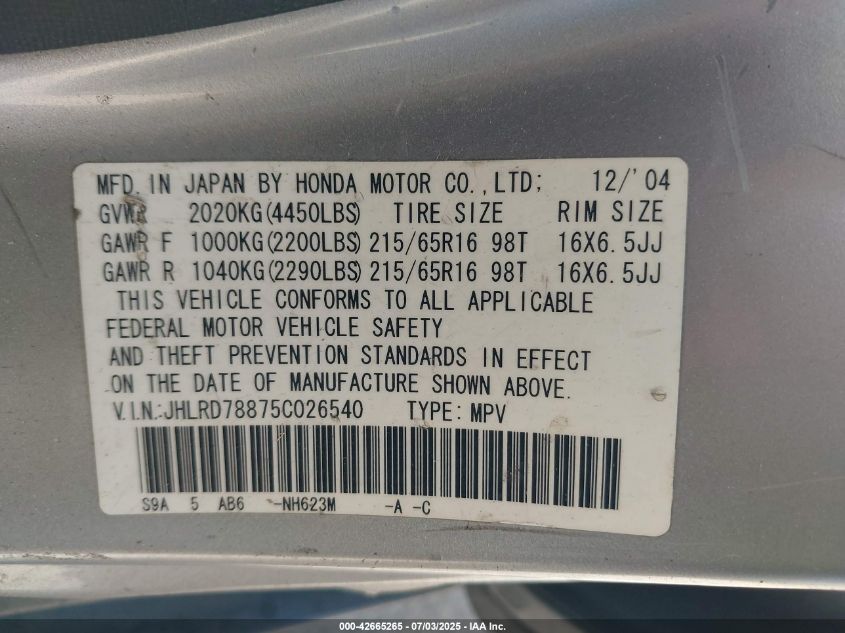 MFD. IN JAPAN BY HONDA MOTOR CO.,LTD; 12/'04
GVWR 2020KG(4450LBS) TIRE SIZE RIM SIZE
GAWR F 1000KG(2200LBS) 215/65R16 98T 16X6.5JJ
GAWR R 1040KG(2290LBS) 215/65R16 98T 16X6.5JJ
THIS VEHICLE CONFORMS TO ALL APPLICABLE
FEDERAL MOTOR VEHICLE SAFETY
AND THEFT PREVENTION STANDARDS IN EFFECT
ON THE DATE OF MANUFACTURE SHOWN ABOVE.
V.I.N.:JHLRD78875C026540 TYPE: MPV
S9A 5 AB6 -NH623M -A -C
000-42665265 - 07/03/2025 - IAA Inc.